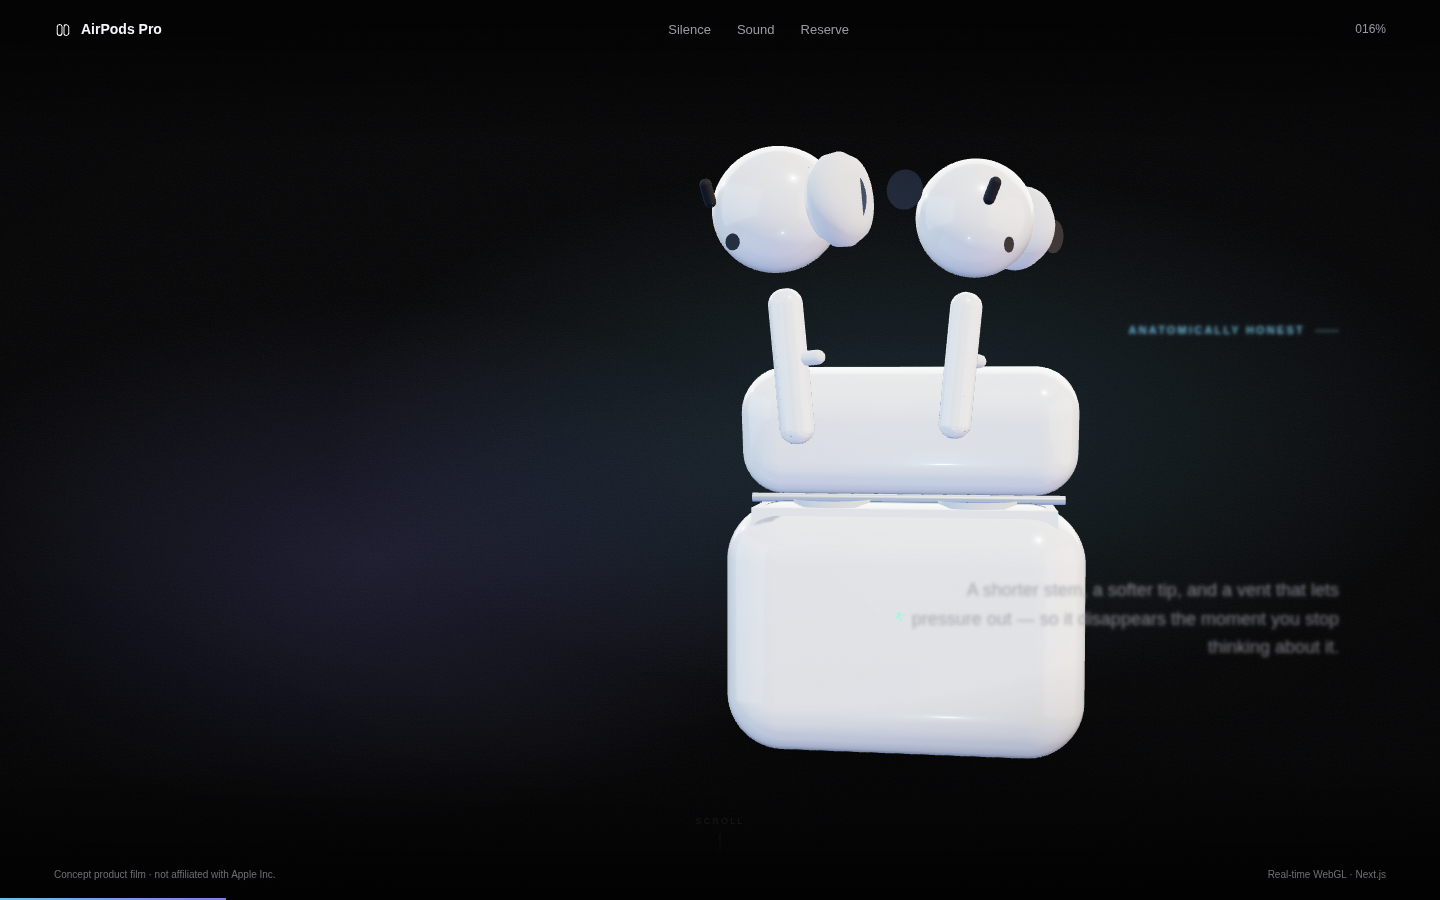 AirPods Pro
Silence
Sound
Reserve
016%
ANATOMICALLY HONEST
A shorter stem, a softer tip, and a vent that lets
pressure out — so it disappears the moment you stop
thinking about it.
SCROLL
Concept product film · not affiliated with Apple Inc.
Real-time WebGL · Next.js